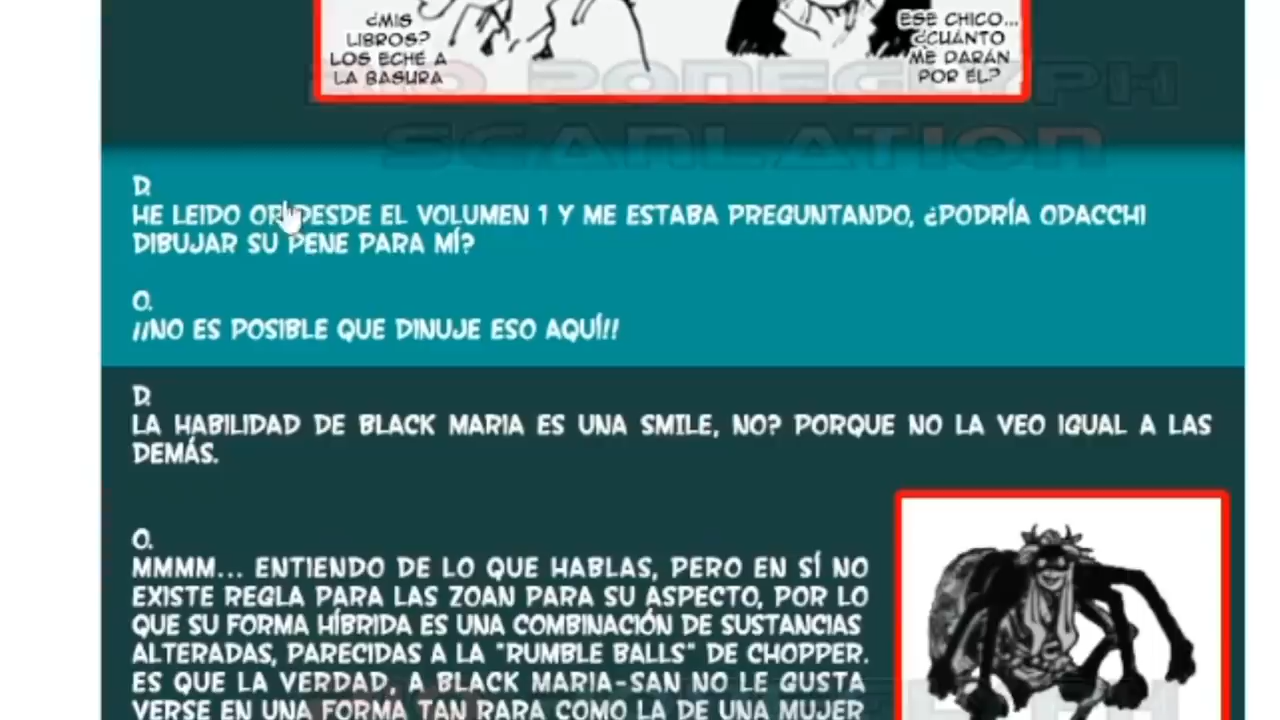 ¿MIS
LIBROS?
LOS ECHÉ A
LA BASURA
ESE CHICO...
¿CUÁNTO
ME DARÁN
POR ÉL?
PONEGLYPH
SCANLATION
D.
HE LEIDO OP DESDE EL VOLUMEN 1 Y ME ESTABA PREGUNTANDO, ¿PODRÍA ODACCHI
DIBUJAR SU PENE PARA MÍ?
O.
¡¡NO ES POSIBLE QUE DINUJE ESO AQUÍ!!
D.
LA HABILIDAD DE BLACK MARIA ES UNA SMILE, NO? PORQUE NO LA VEO IGUAL A LAS
DEMÁS.
O.
MMMM... ENTIENDO DE LO QUE HABLAS, PERO EN SÍ NO
EXISTE REGLA PARA LAS ZOAN PARA SU ASPECTO, POR LO
QUE SU FORMA HÍBRIDA ES UNA COMBINACIÓN DE SUSTANCIAS
ALTERADAS, PARECIDAS A LA "RUMBLE BALLS" DE CHOPPER.
ES QUE LA VERDAD, A BLACK MARIA-SAN NO LE GUSTA
VERSE EN UNA FORMA TAN RARA COMO LA DE UNA MUJER